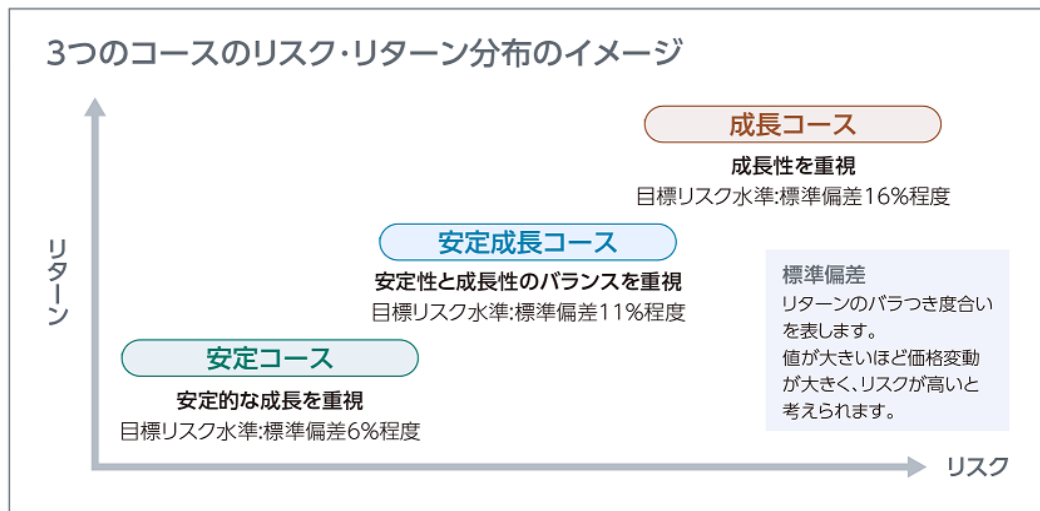 3つのコースのリスク・リターン分布のイメージ
リターン
成長コース
成長性を重視
目標リスク水準:標準偏差16%程度
安定成長コース
安定性と成長性のバランスを重視
目標リスク水準:標準偏差11%程度
安定コース
安定的な成長を重視
目標リスク水準:標準偏差6%程度
標準偏差
リターンのバラつき度合い
を表します。
値が大きいほど価格変動
が大きく、リスクが高いと
考えられます。
リスク